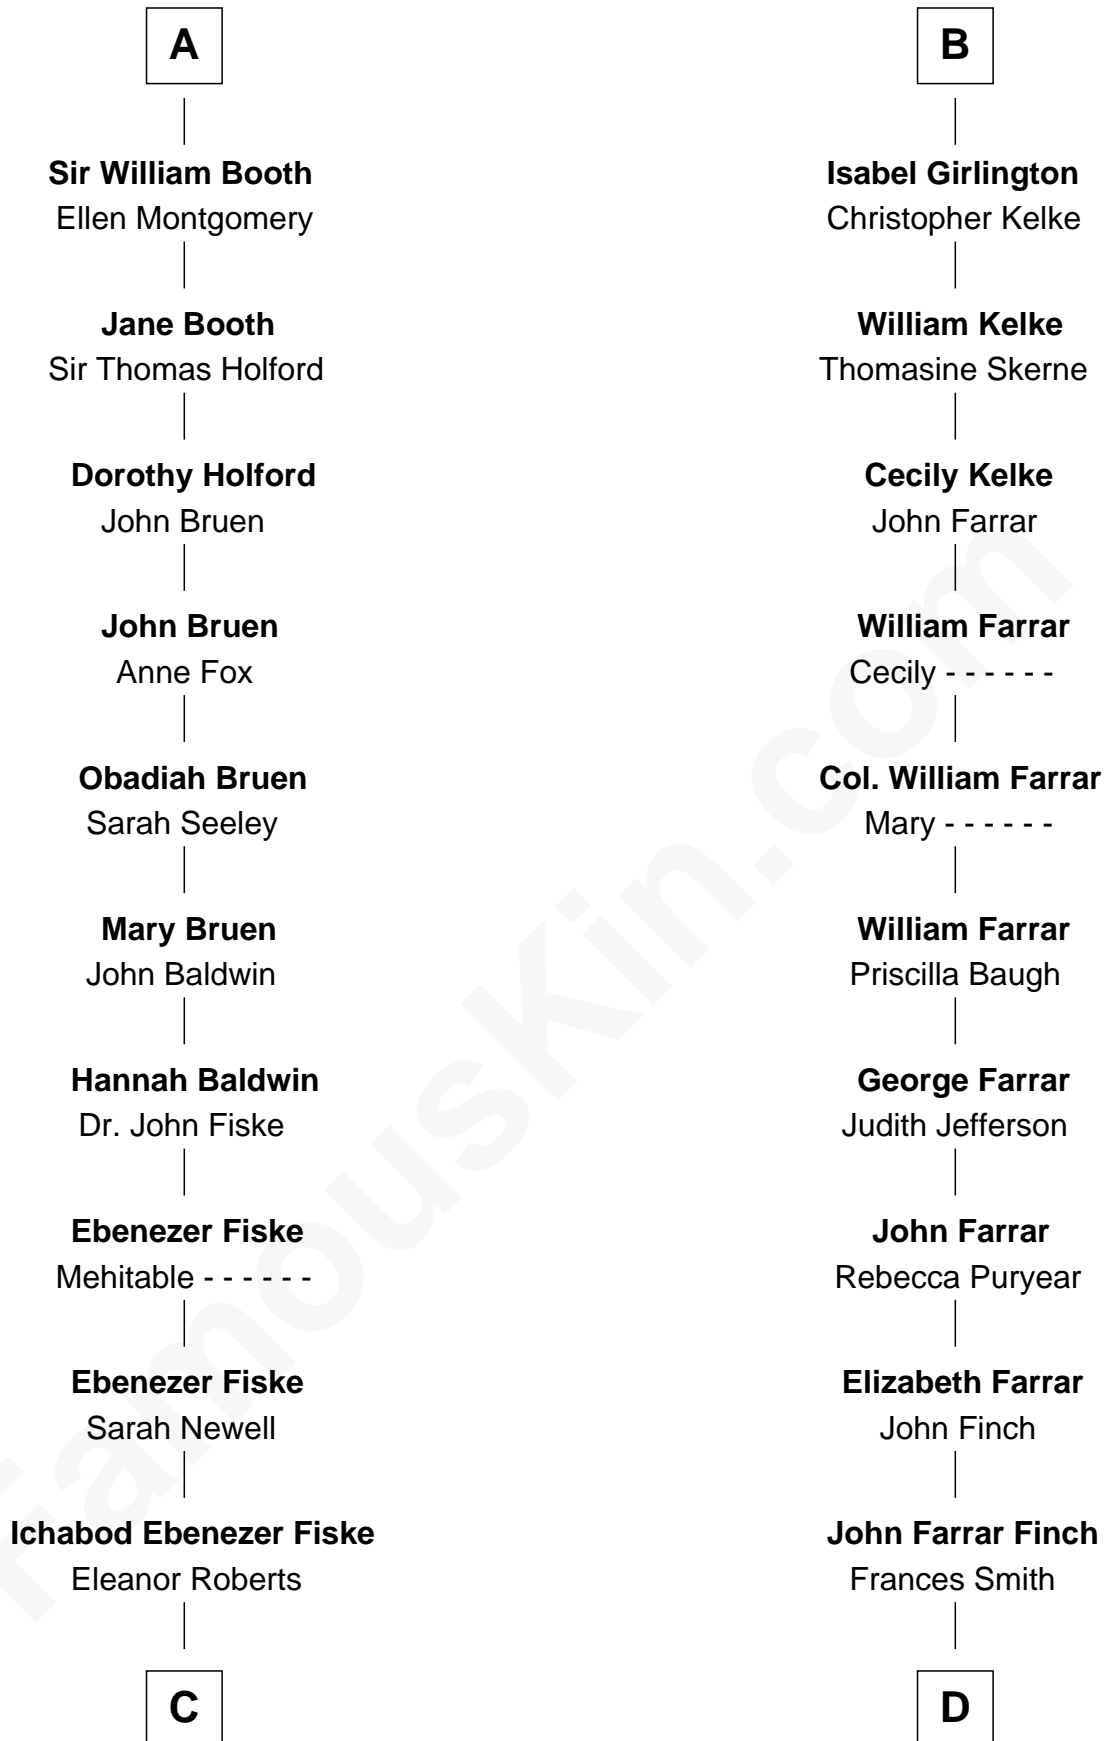 A
Sir William Booth
Ellen Montgomery
Jane Booth
Sir Thomas Holford
Dorothy Holford
John Bruen
John Bruen
Anne Fox
Obadiah Bruen
Sarah Seeley
Mary Bruen
John Baldwin
Hannah Baldwin
Dr. John Fiske
Ebenezer Fiske
Mehitable - - - - - -
Ebenezer Fiske
Sarah Newell
Ichabod Ebenezer Fiske
Eleanor Roberts
C
B
Isabel Girlington
Christopher Kelke
William Kelke
Thomasine Skerne
Cecily Kelke
John Farrar
William Farrar
Cecily - - - - - -
Col. William Farrar
Mary - - - - - -
William Farrar
Priscilla Baugh
George Farrar
Judith Jefferson
John Farrar
Rebecca Puryear
Elizabeth Farrar
John Finch
John Farrar Finch
Frances Smith
D
FamousKin.com